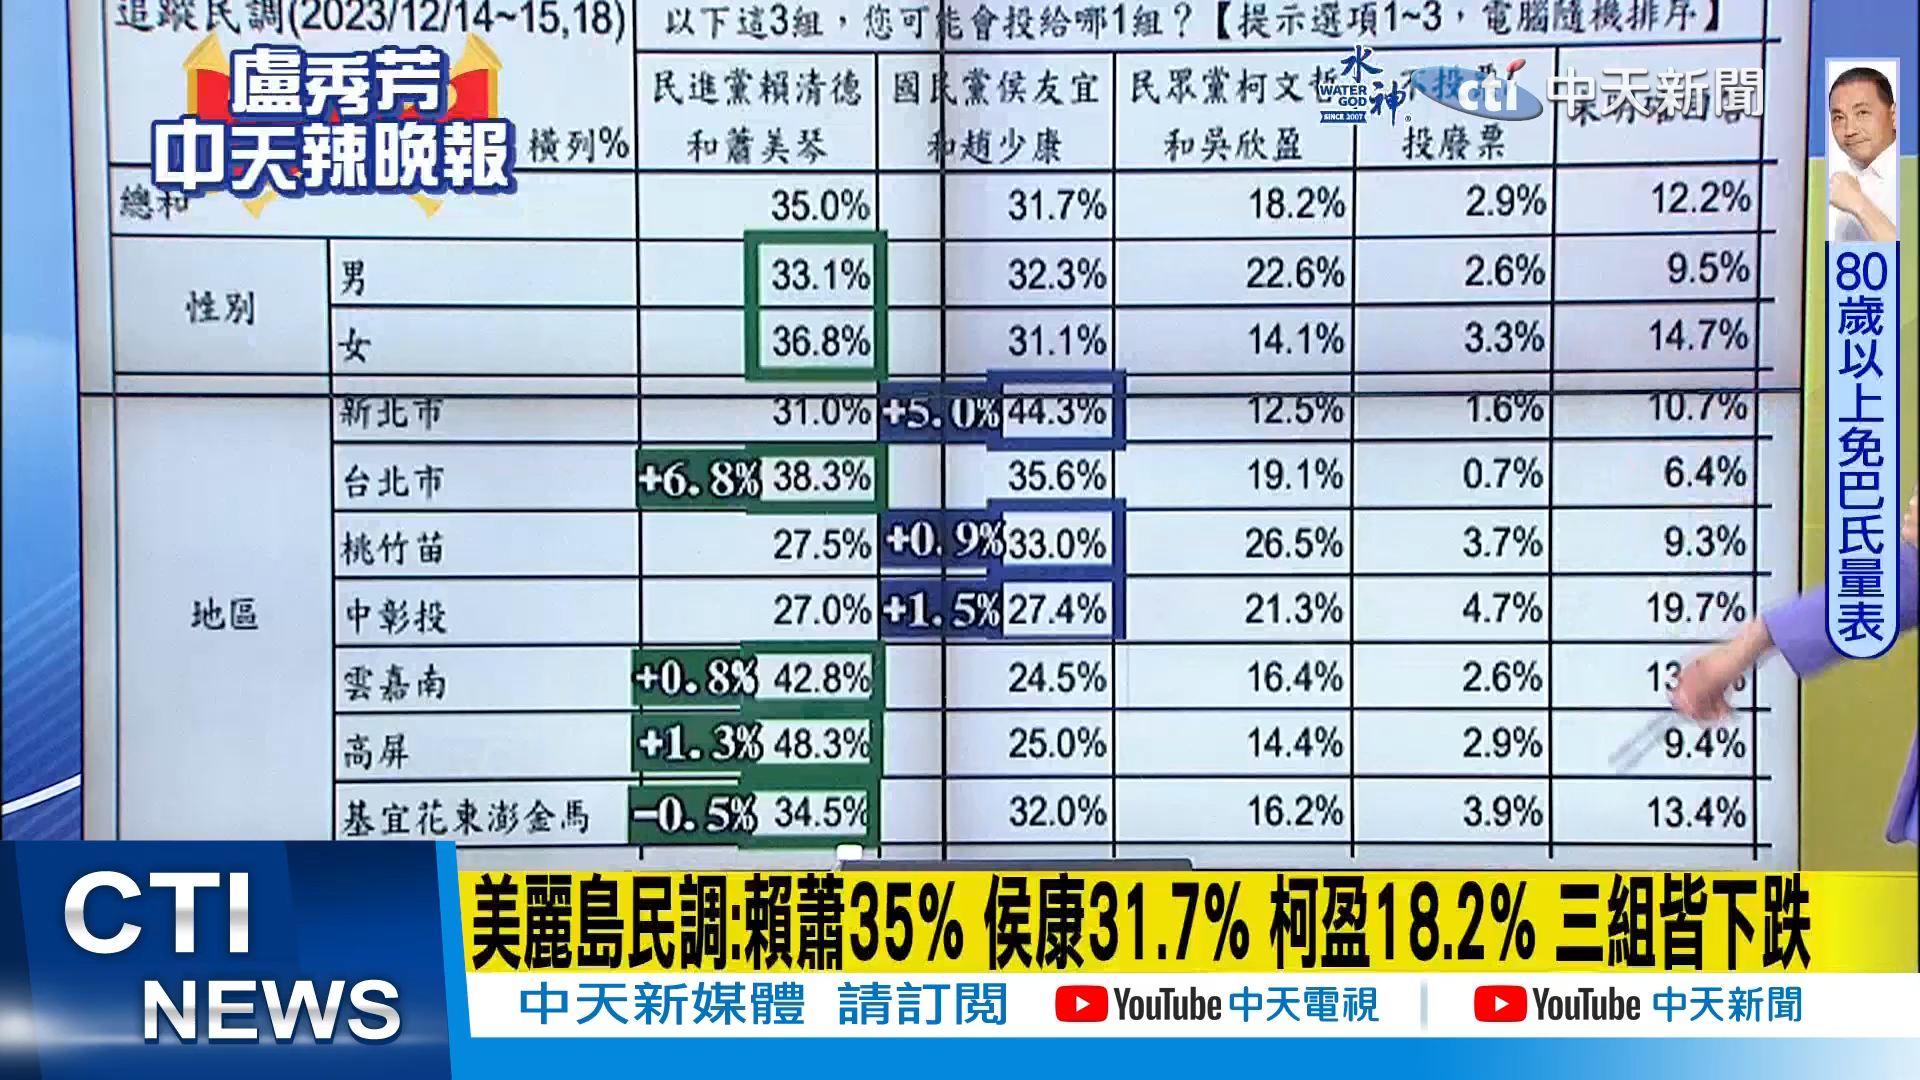 追蹤民調(2023/12/14~15,18)
以下這3組，您可能會投給哪1組？【提示選項1~3，電腦隨機排序】
盧秀芳
中天辣晚報
橫列%
民進黨賴清德
和蕭美琴
國民黨侯友宜
和趙少康
民眾黨柯文哲
和吳欣盈
不投票/
投廢票
水神
WATER GOD
SINCE 2007
cti 中天新聞
總和 35.0% 31.7% 18.2% 2.9% 12.2%
性別
男 33.1% 32.3% 22.6% 2.6% 9.5%
女 36.8% 31.1% 14.1% 3.3% 14.7%
地區
新北市 31.0% +5.0% 44.3% 12.5% 1.6% 10.7%
台北市 +6.8% 38.3% 35.6% 19.1% 0.7% 6.4%
桃竹苗 27.5% +0.9% 33.0% 26.5% 3.7% 9.3%
中彰投 27.0% +1.5% 27.4% 21.3% 4.7% 19.7%
雲嘉南 +0.8% 42.8% 24.5% 16.4% 2.6%
高屏 +1.3% 48.3% 25.0% 14.4% 2.9% 9.4%
基宜花東澎金馬 -0.5% 34.5% 32.0% 16.2% 3.9% 13.4%
80歲以上免巴氏量表
CTI
NEWS
美麗島民調:賴蕭35% 侯康31.7% 柯盈18.2% 三組皆下跌
中天新媒體 請訂閱 YouTube 中天電視 | YouTube 中天新聞